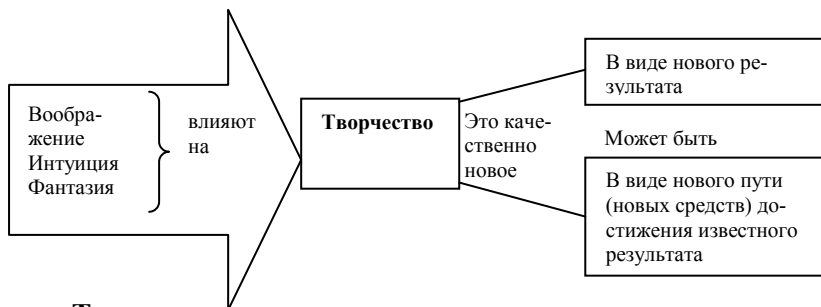 Вообра-
жение
Интуиция
Фантазия
влияют
на
Творчество
Это каче-
ственно
новое
В виде нового ре-
зультата
Может быть
В виде нового пути
(новых средств) до-
стижения известного
результата